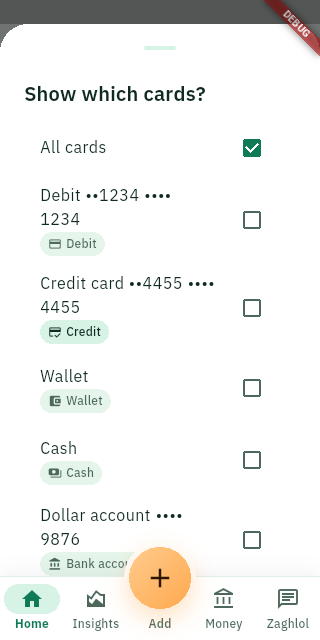 DEBUG
Show which cards?
All cards
Debit ••1234 ••••
1234
Debit
Credit card ••4455 ••••
4455
Credit
Wallet
Wallet
Cash
Cash
Dollar account ••••
9876
Bank
Home
Insights
Add
Money
Zaghlol